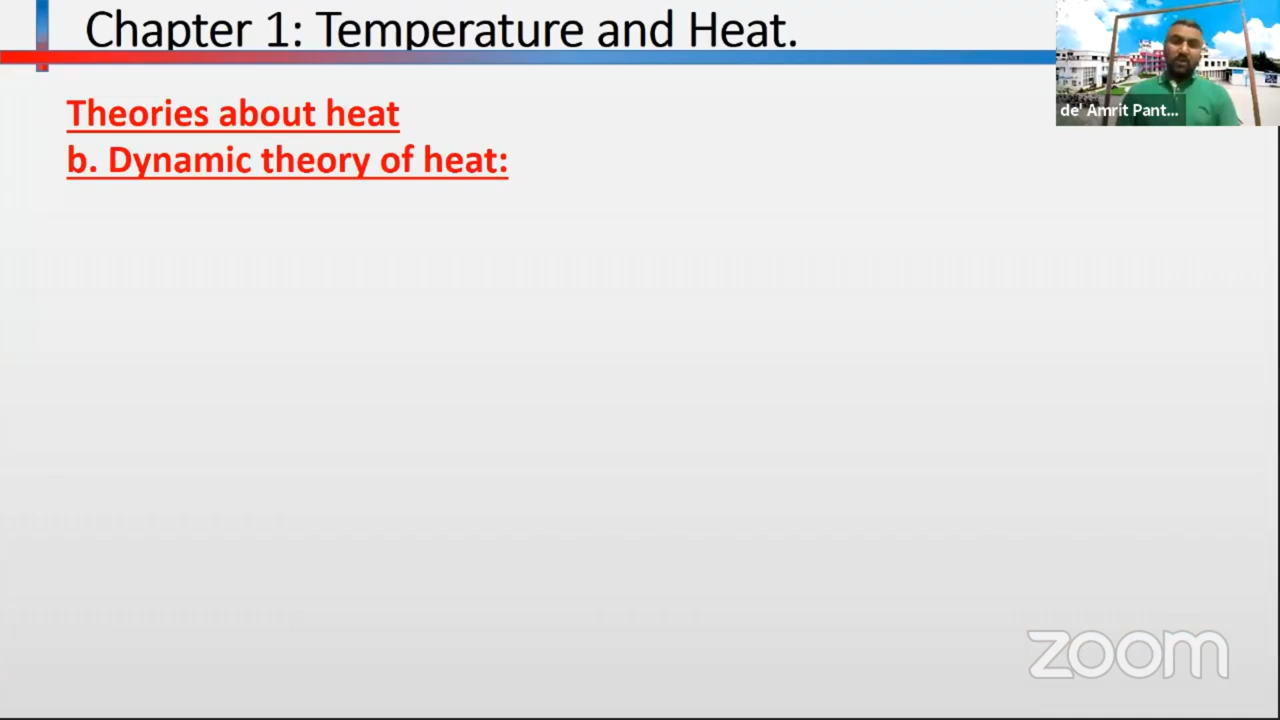 Chapter 1: Temperature and Heat.
de' Amrit Pant...
Theories about heat
b. Dynamic theory of heat:
zoom